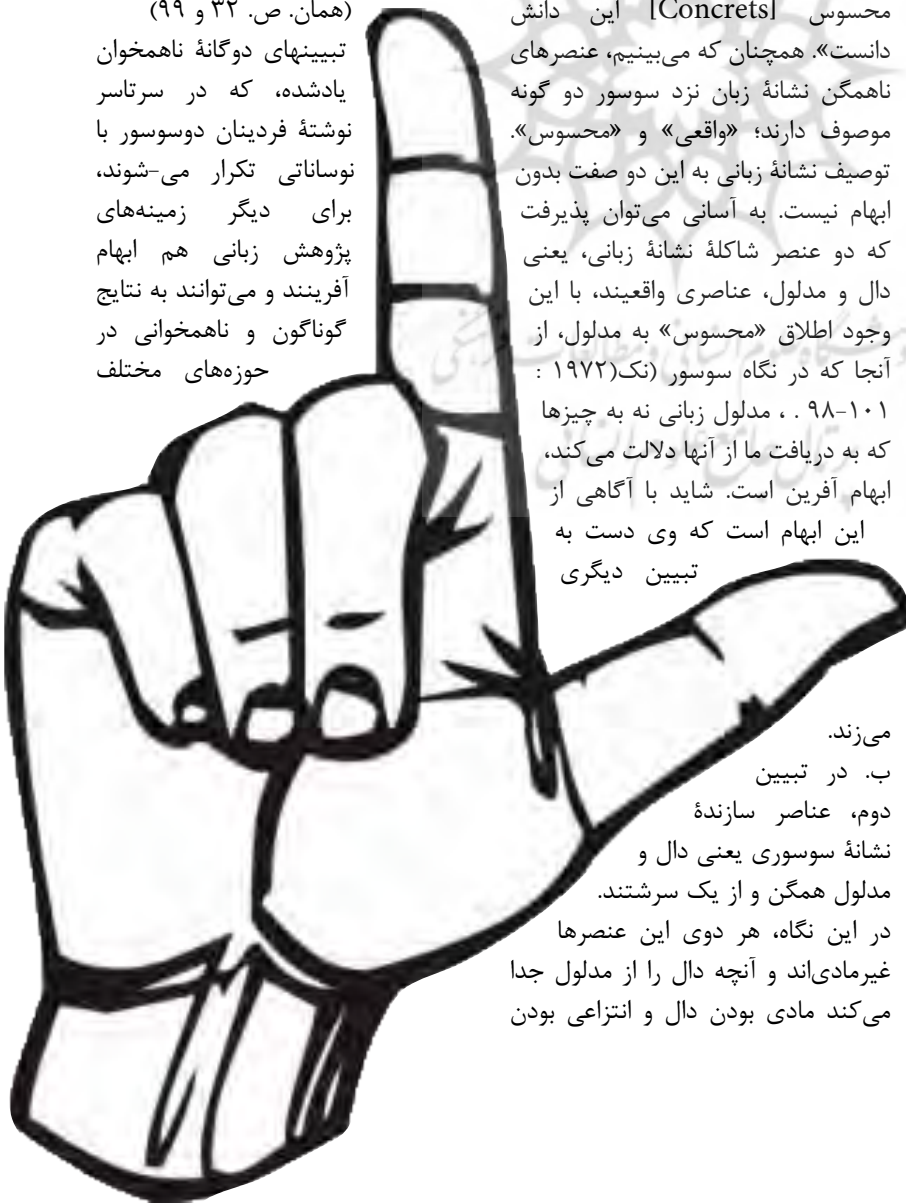 محسوس [Concrets] این دانش
دانست». همچنان که می‌بینیم، عنصرهای
ناهمگن نشانهٔ زبان نزد سوسور دو گونه
موصوف دارند؛ «واقعی» و «محسوس».
توصیف نشانهٔ زبانی به این دو صفت بدون
ابهام نیست. به آسانی می‌توان پذیرفت
که دو عنصر شاکلهٔ نشانهٔ زبانی، یعنی
دال و مدلول، عناصری واقعیند، با این
وجود اطلاق «محسوس» به مدلول، از
آنجا که در نگاه سوسور (نک(۱۹۷۲ :
۹۸-۱۰۱ . ، مدلول زبانی نه به چیزها
که به دریافت ما از آنها دلالت می‌کند،
ابهام آفرین است. شاید با آگاهی از
این ابهام است که وی دست به
تبیین دیگری
می‌زند.
ب. در تبیین
دوم، عناصر سازندهٔ
نشانهٔ سوسوری یعنی دال و
مدلول همگن و از یک سرشتند.
در این نگاه، هر دوی این عنصرها
غیرمادی‌اند و آنچه دال را از مدلول جدا
می‌کند مادی بودن دال و انتزاعی بودن
(همان. ص. ۳۲ و ۹۹)
تبیینهای دوگانهٔ ناهمخوان
یادشده، که در سرتاسر
نوشتهٔ فردینان دوسوسور با
نوساناتی تکرار می-شوند،
برای دیگر زمینه‌های
پژوهش زبانی هم ابهام
آفرینند و می‌توانند به نتایج
گوناگون و ناهمخوانی در
حوزه‌های مختلف